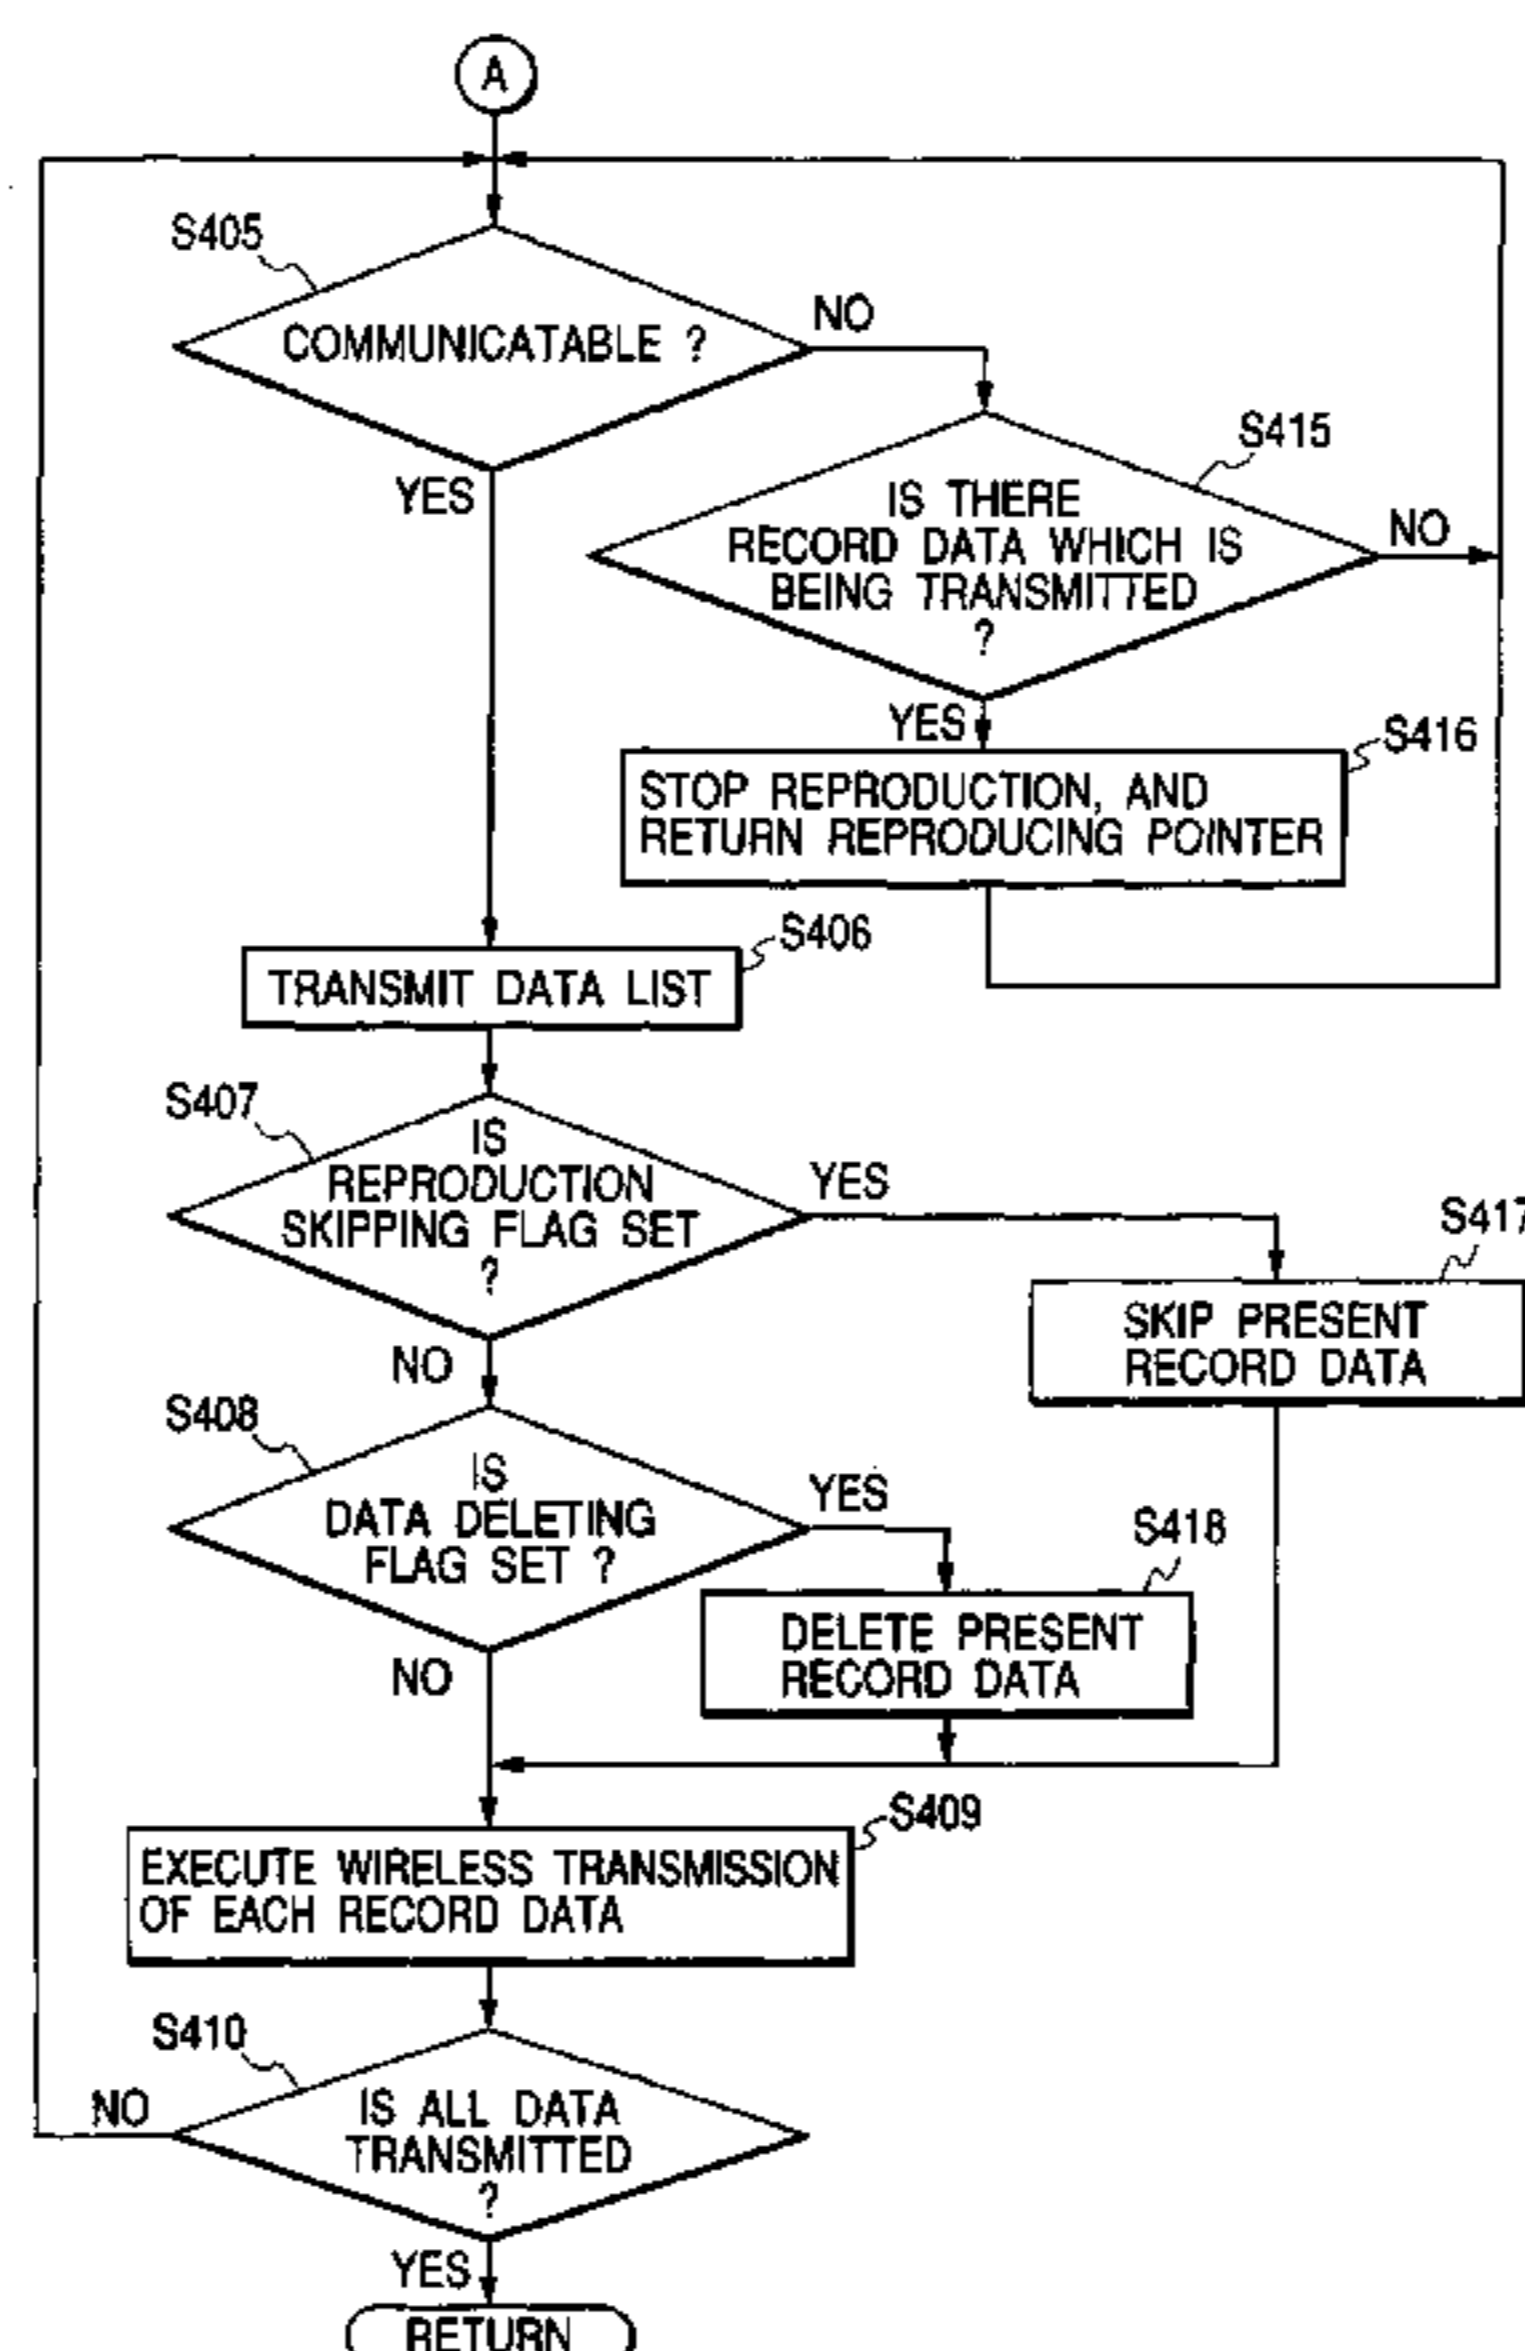 A
S405
COMMUNICATABLE ?
NO
YES
S415
IS THERE
RECORD DATA WHICH IS
BEING TRANSMITTED
?
NO
YES
S416
STOP REPRODUCTION, AND
RETURN REPRODUCING POINTER
S406
TRANSMIT DATA LIST
S407
IS
REPRODUCTION
SKIPPING FLAG SET
?
YES
NO
S417
SKIP PRESENT
RECORD DATA
S408
IS
DATA DELETING
FLAG SET ?
YES
NO
S418
DELETE PRESENT
RECORD DATA
S409
EXECUTE WIRELESS TRANSMISSION
OF EACH RECORD DATA
S410
IS ALL DATA
TRANSMITTED
?
NO
YES
RETURN